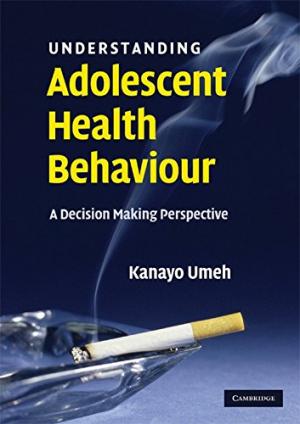 UNDERSTANDING
Adolescent
Health
Behaviour
A Decision Making Perspective
Kanayo Umeh
CAMBRIDGE